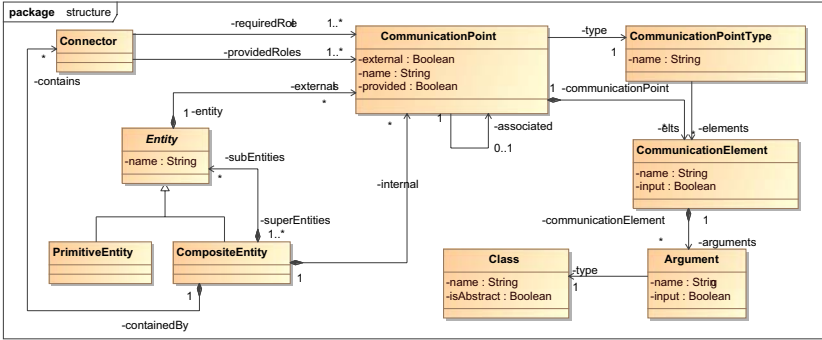 package structure
-requiredRole 1..*
Connector
-providedRoles 1..*
*
-contains
CommunicationPoint
-external : Boolean
-name : String
-provided : Boolean
-type
1
CommunicationPointType
-name : String
1 -communicationPoint
-externals
*
1 -entity
Entity
-name : String
-subEntities
*
*
1
-associated
0..1
-elts
*
-elements
CommunicationElement
-name : String
-input : Boolean
-internal
-superEntities
1..*
-communicationElement 1
* -arguments
PrimitiveEntity
CompositeEntity
1
1
-containedBy
Class
-name : String
-isAbstract : Boolean
-type
1
Argument
-name : String
-input : Boolean